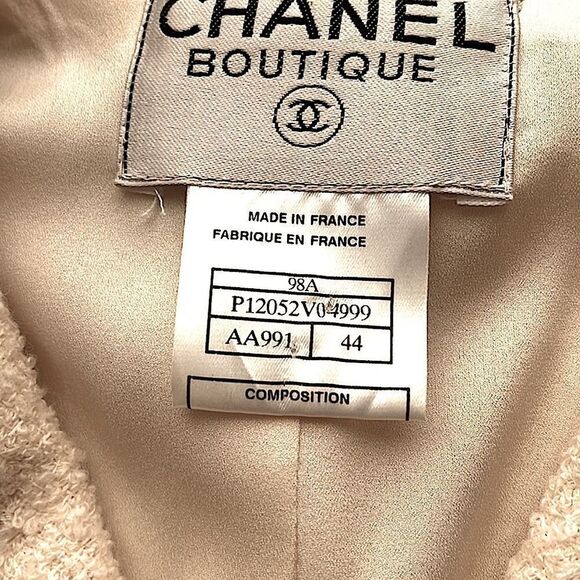 CHANEL
BOUTIQUE
MADE IN FRANCE
FABRIQUE EN FRANCE
98A
P12052V04999
AA991 44
COMPOSITION